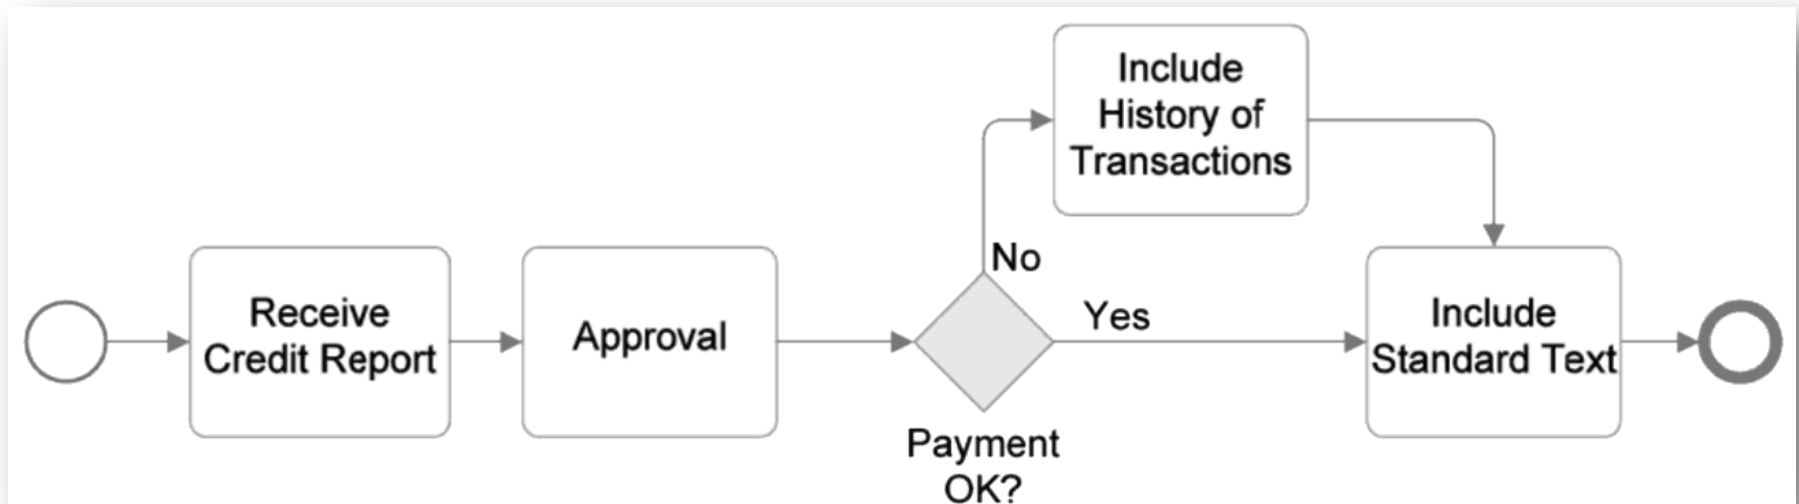 Include
History of
Transactions
No
Receive
Credit Report
Approval
Yes
Include
Standard Text
Payment
OK?